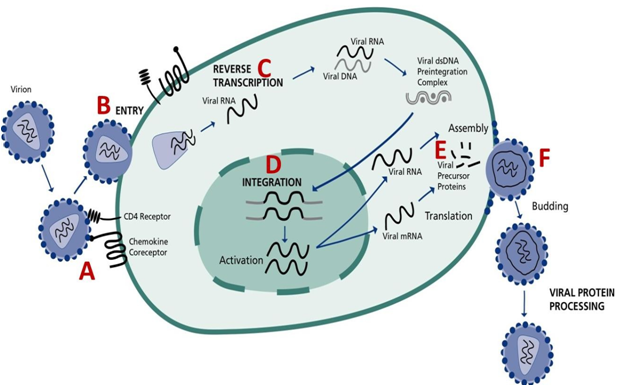 Virion
B
ENTRY
A
CD4 Receptor
Chemokine
Coreceptor
REVERSE
TRANSCRIPTION
C
Viral RNA
Viral RNA
Viral DNA
Viral dsDNA
Preintegration
Complex
D
INTEGRATION
Activation
Viral RNA
Viral mRNA
Assembly
E
Viral
Precursor
Proteins
Translation
F
Budding
VIRAL PROTEIN
PROCESSING